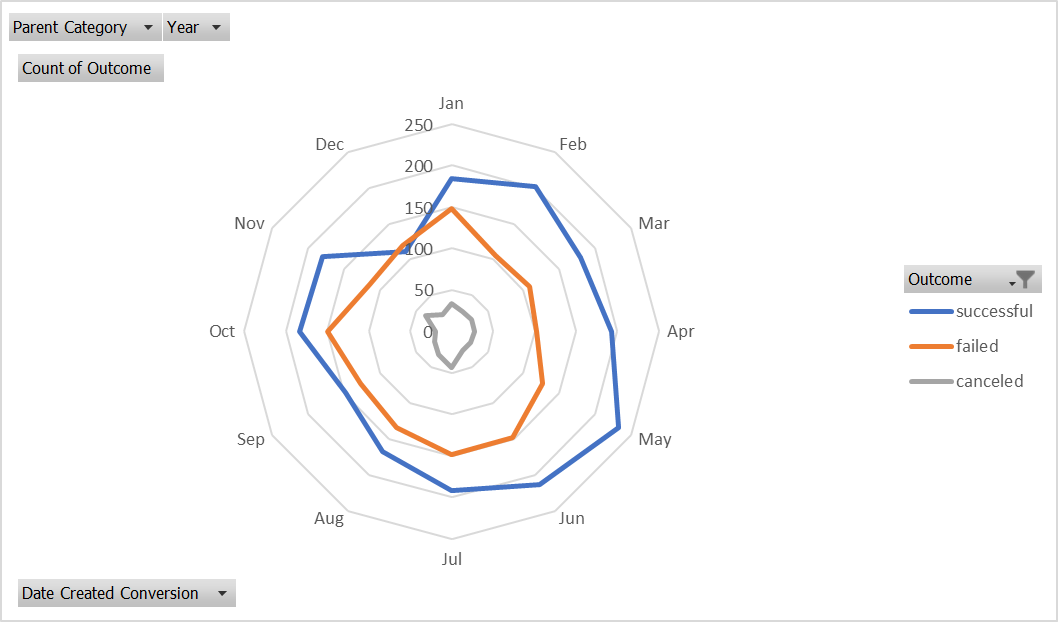 Parent Category Year
Count of Outcome
Jan
250
Dec Feb
200
150
Nov Mar
100
50
Outcome
successful
Oct 0 Apr
failed
canceled
Sep May
Aug Jun
Jul
Date Created Conversion